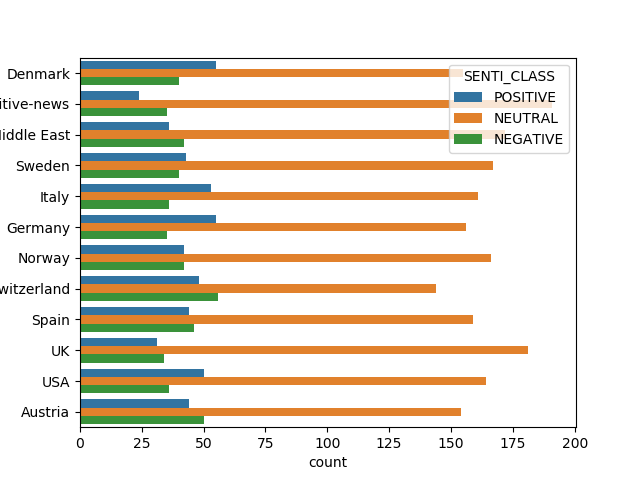 Denmark
itive-news
iddle East
Sweden
Italy
Germany
Norway
witzerland
Spain
UK
USA
Austria
SENTI_CLASS
POSITIVE
NEUTRAL
NEGATIVE
0 25 50 75 100 125 150 175 200
count